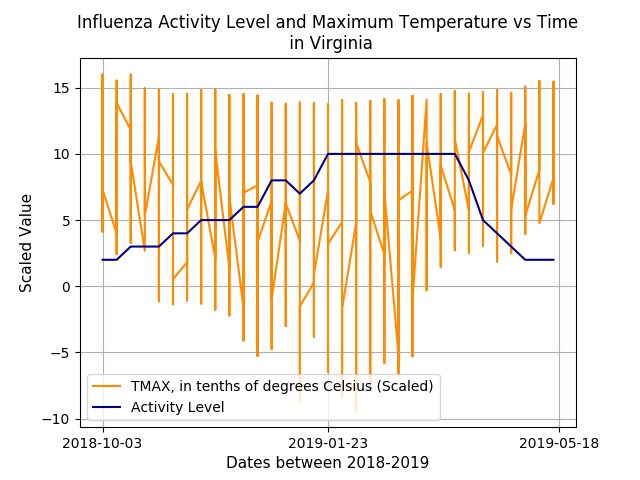 Influenza Activity Level and Maximum Temperature vs Time
in Virginia
Scaled Value
15
10
5
0
−5
−10
TMAX, in tenths of degrees Celsius (Scaled)
Activity Level
2018-10-03
2019-01-23
2019-05-18
Dates between 2018-2019